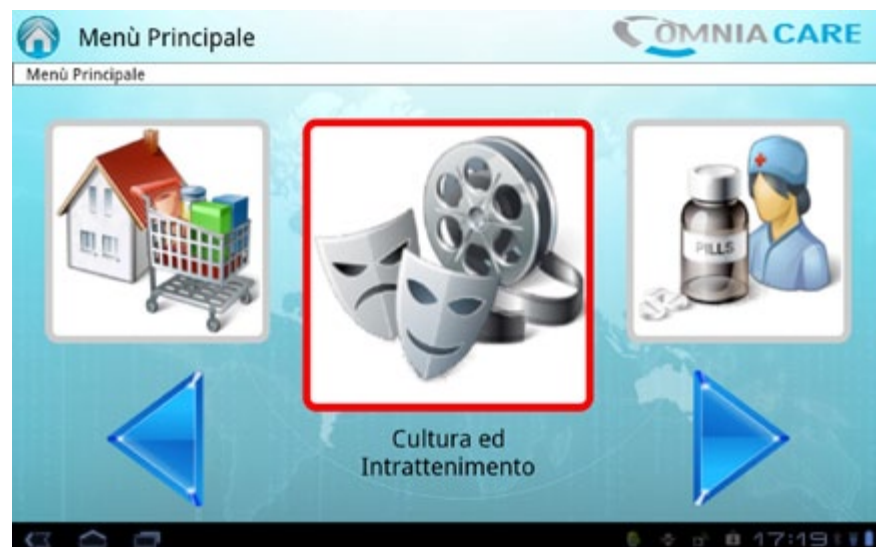 Menù Principale
OMNIA CARE
Menù Principale
PILLS
Cultura ed
Intrattenimento
17:19